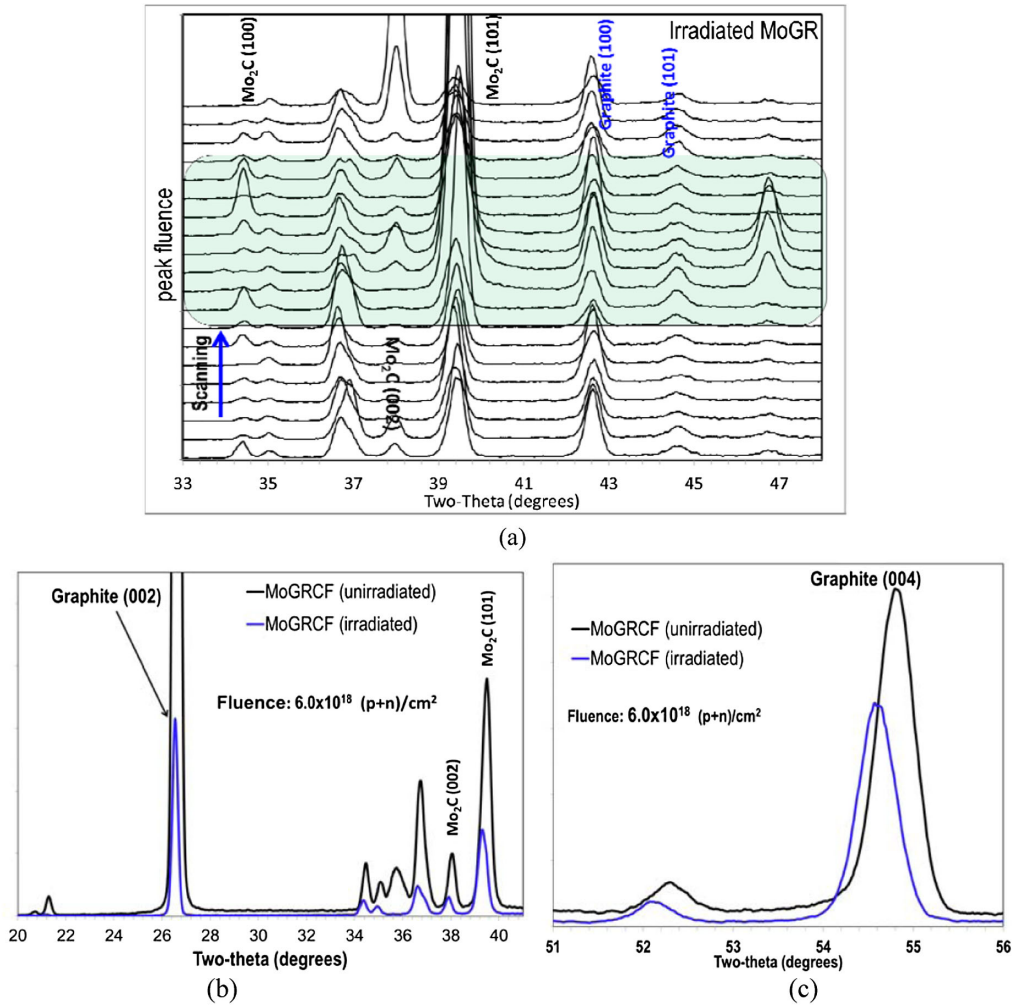 Irradiated MoGR
Mo₂C (100)
Mo₂C (101)
Graphite (100)
Graphite (101)
peak fluence
Scanning
Mo₂C (002)
33 35 37 39 41 43 45 47
Two-Theta (degrees)
(a)
Graphite (002)
MoGRCF (unirradiated)
MoGRCF (irradiated)
Fluence: 6.0x10¹⁸ (p+n)/cm²
Mo₂C (002)
Mo₂C (101)
20 22 24 26 28 30 32 34 36 38 40
Two-theta (degrees)
(b)
Graphite (004)
MoGRCF (unirradiated)
MoGRCF (irradiated)
Fluence: 6.0x10¹⁸ (p+n)/cm²
51 52 53 54 55 56
Two-theta (degrees)
(c)